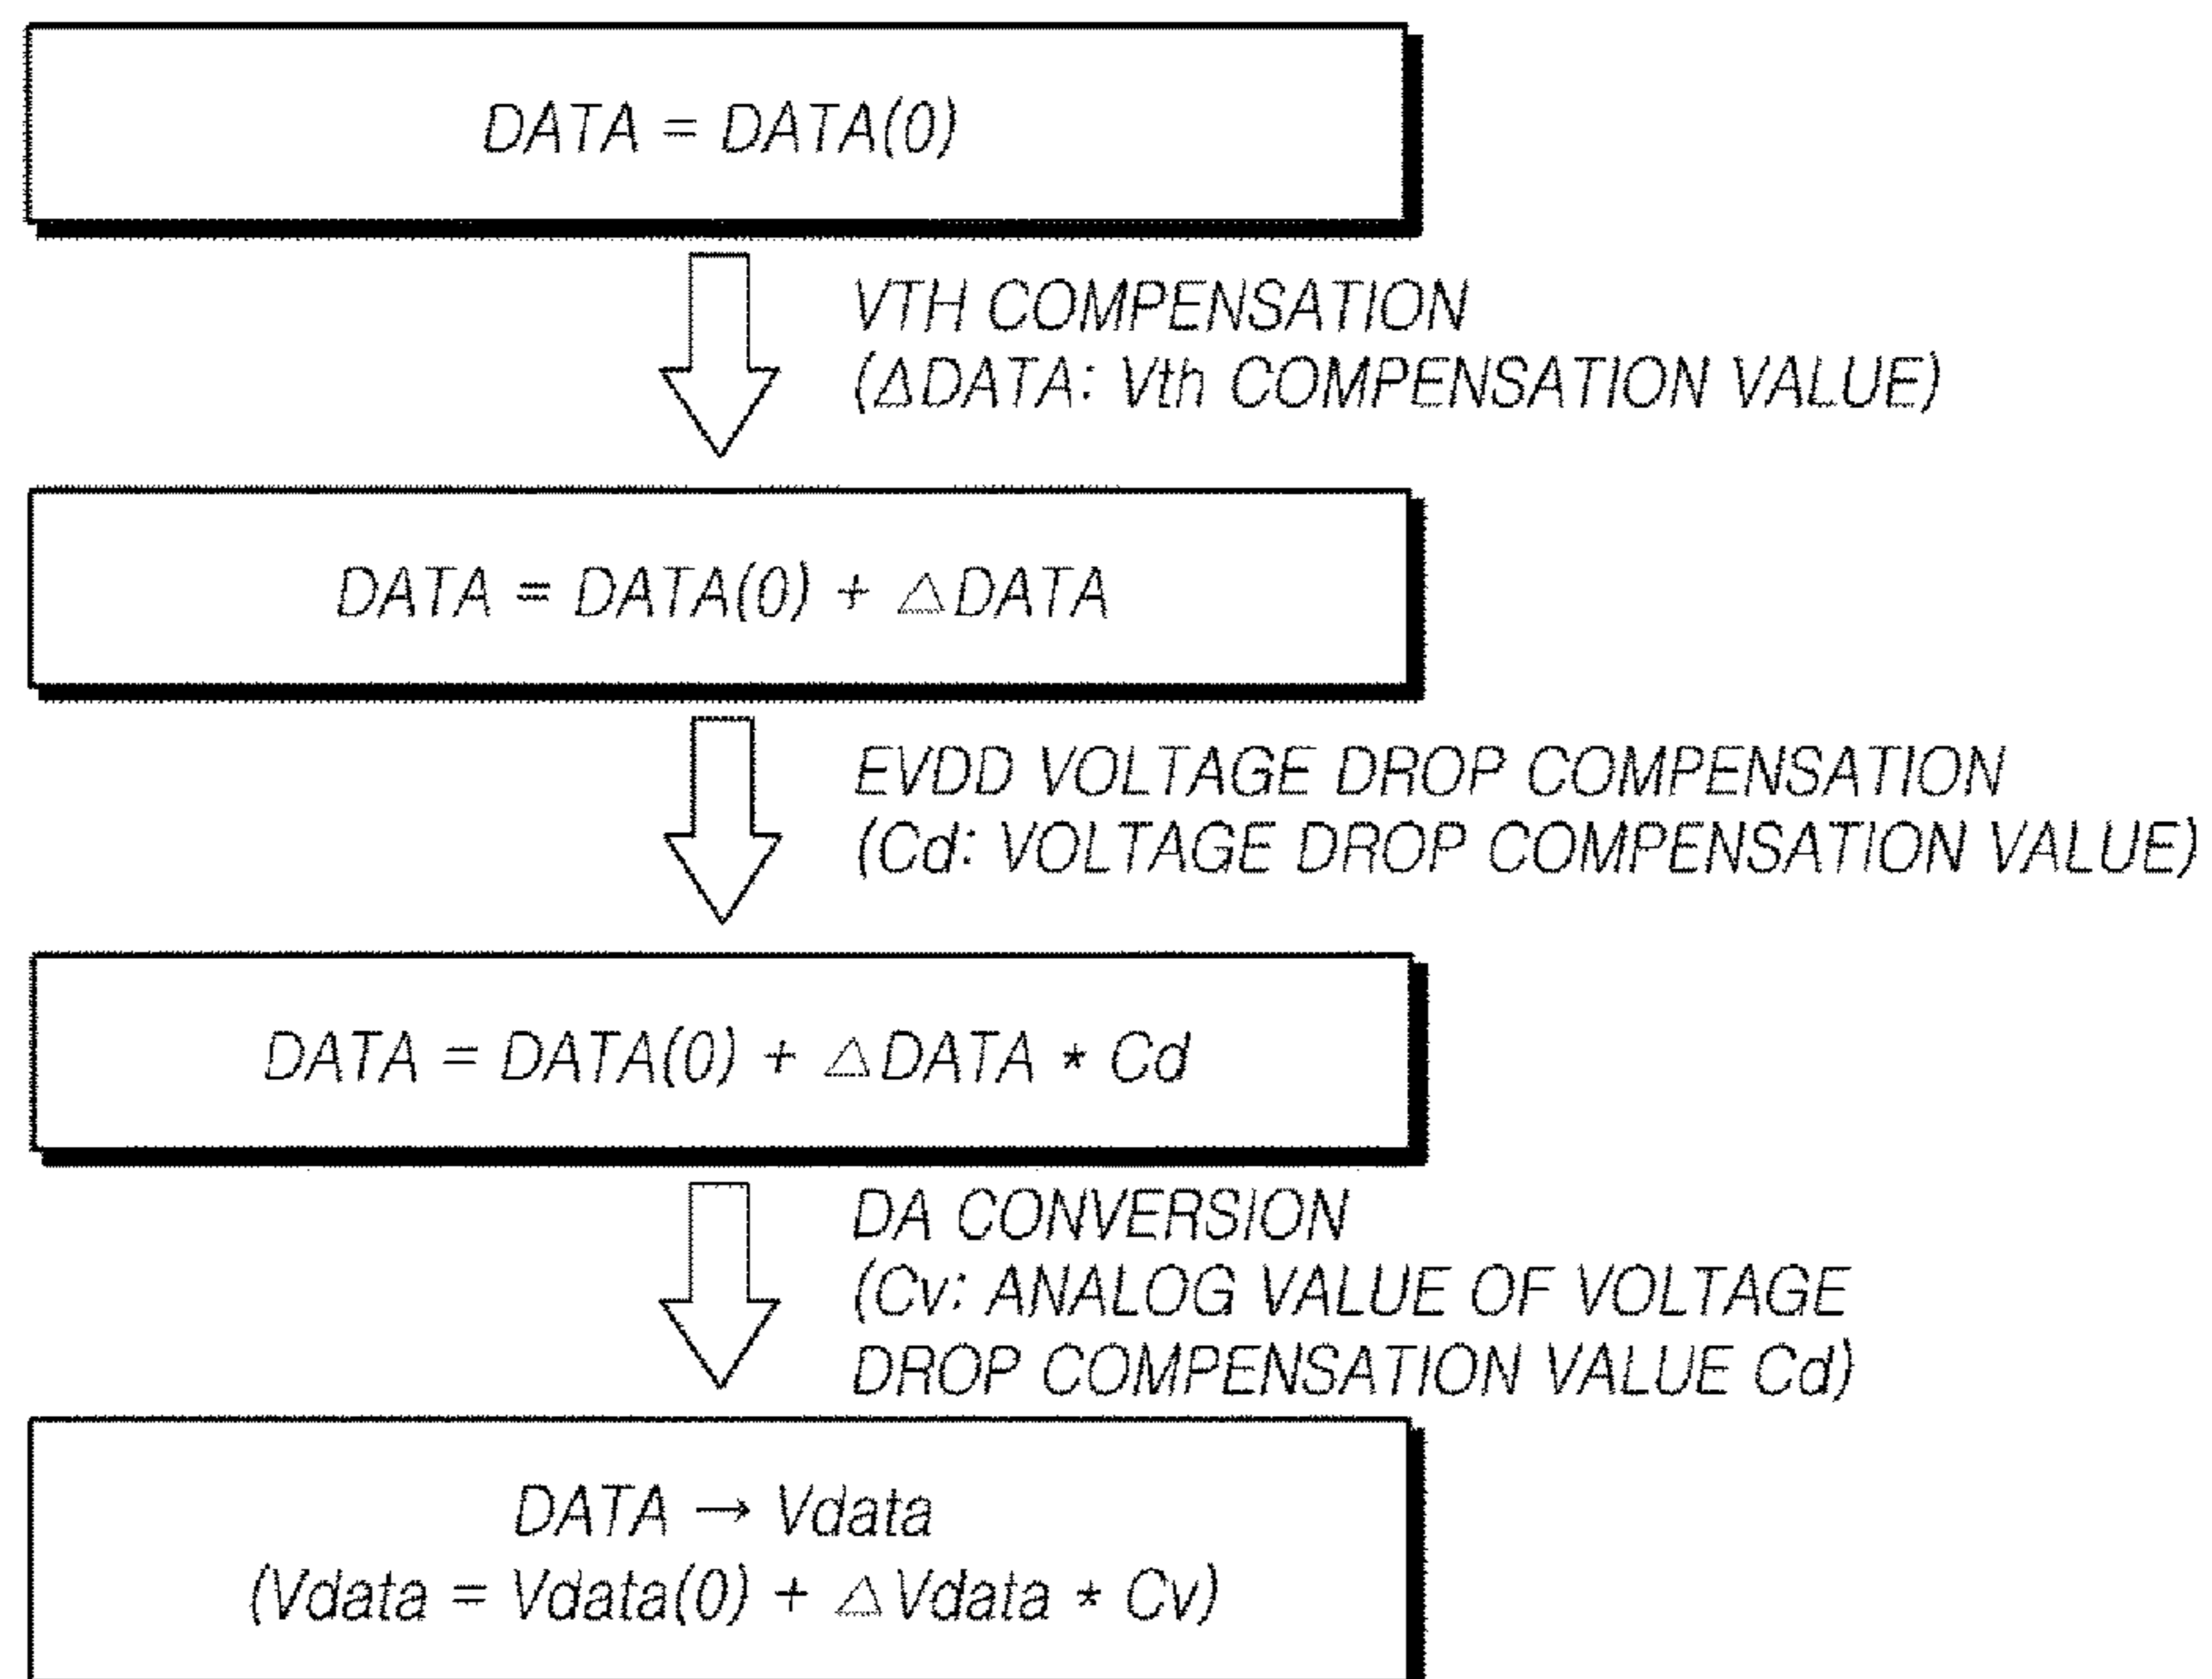 DATA = DATA(0)
VTH COMPENSATION
(ΔDATA: Vth COMPENSATION VALUE)
DATA = DATA(0) + △DATA
EVDD VOLTAGE DROP COMPENSATION
(Cd: VOLTAGE DROP COMPENSATION VALUE)
DATA = DATA(0) + △DATA * Cd
DA CONVERSION
(Cv: ANALOG VALUE OF VOLTAGE
DROP COMPENSATION VALUE Cd)
DATA → Vdata
(Vdata = Vdata(0) + △Vdata * Cv)